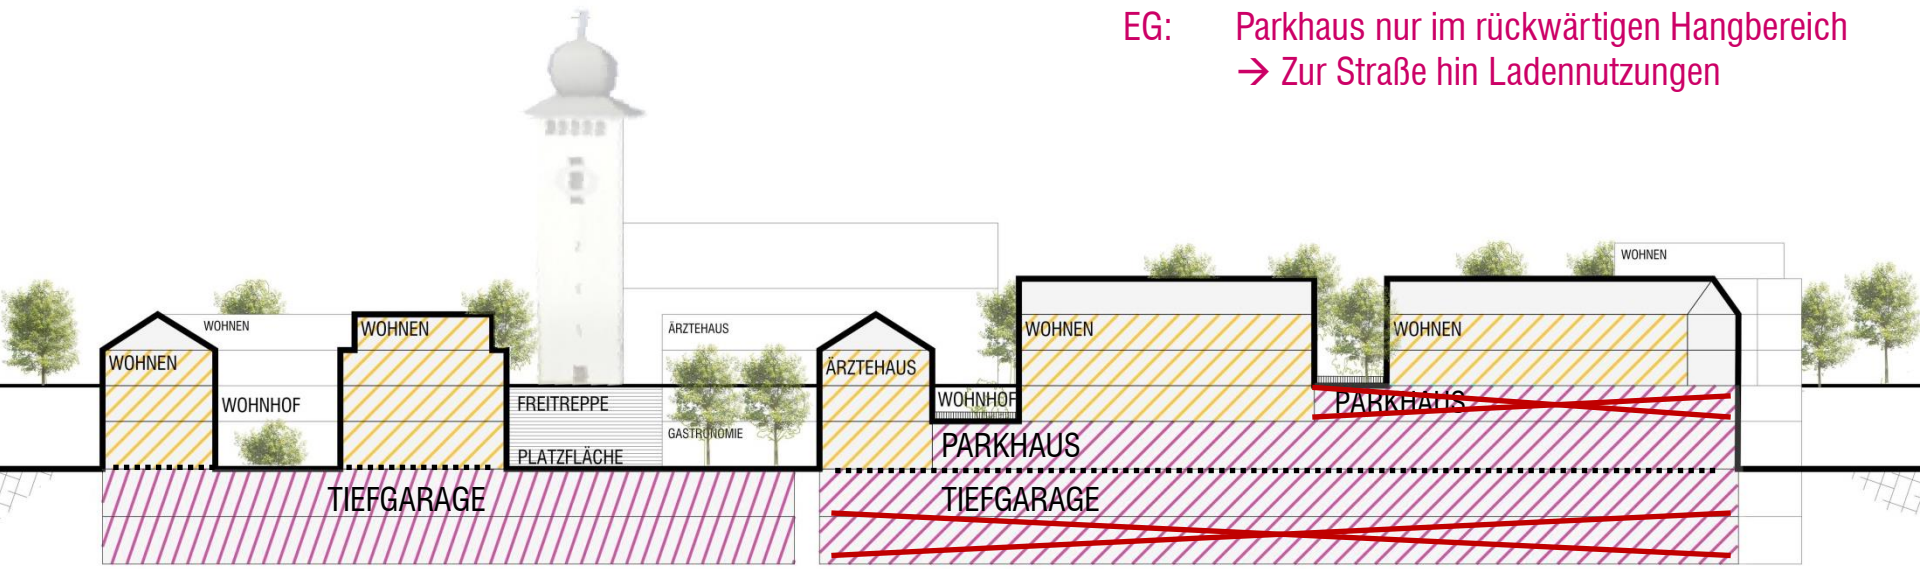 EG: Parkhaus nur im rückwärtigen Hangbereich
→ Zur Straße hin Ladennutzungen
WOHNEN
WOHNEN
WOHNEN
WOHNEN
ÄRZTEHAUS
WOHNEN
WOHNEN
WOHNEN
ÄRZTEHAUS
WOHNHOF
FREITREPPE
WOHNHOF
PARKHAUS
GASTRONOMIE
PLATZFLÄCHE
PARKHAUS
TIEFGARAGE
TIEFGARAGE